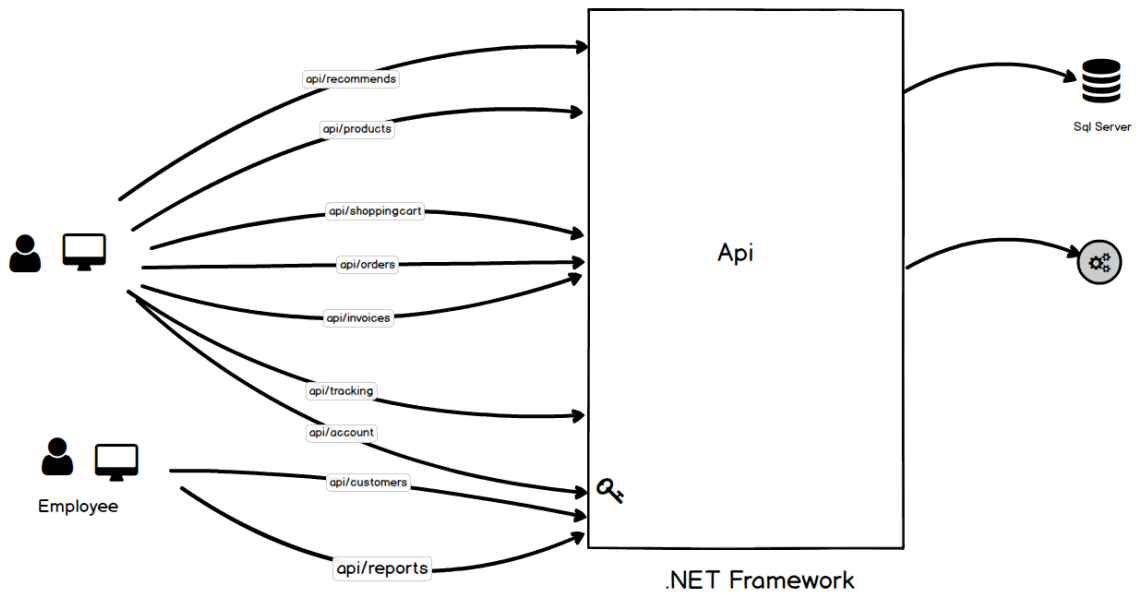 api/recommends
api/products
Sql Server
api/shoppingcart
Api
api/orders
api/invoices
api/tracking
api/account
api/customers
Employee
api/reports
.NET Framework